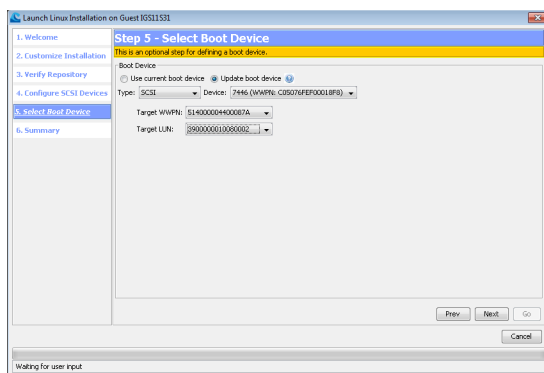 Launch Linux Installation on Guest IGS11S31
1. Welcome
2. Customize Installation
3. Verify Repository
4. Configure SCSI Devices
5. Select Boot Device
6. Summary
Step 5 - Select Boot Device
This is an optional step for defining a boot device.
Boot Device
Use current boot device Update boot device
Type: SCSI Device: 7446 (WWPN: C05076FEF00018F8)
Target WWPN: 514000004400087A
Target LUN: 3900000010080002
Prev Next Go
Cancel
Waiting for user input